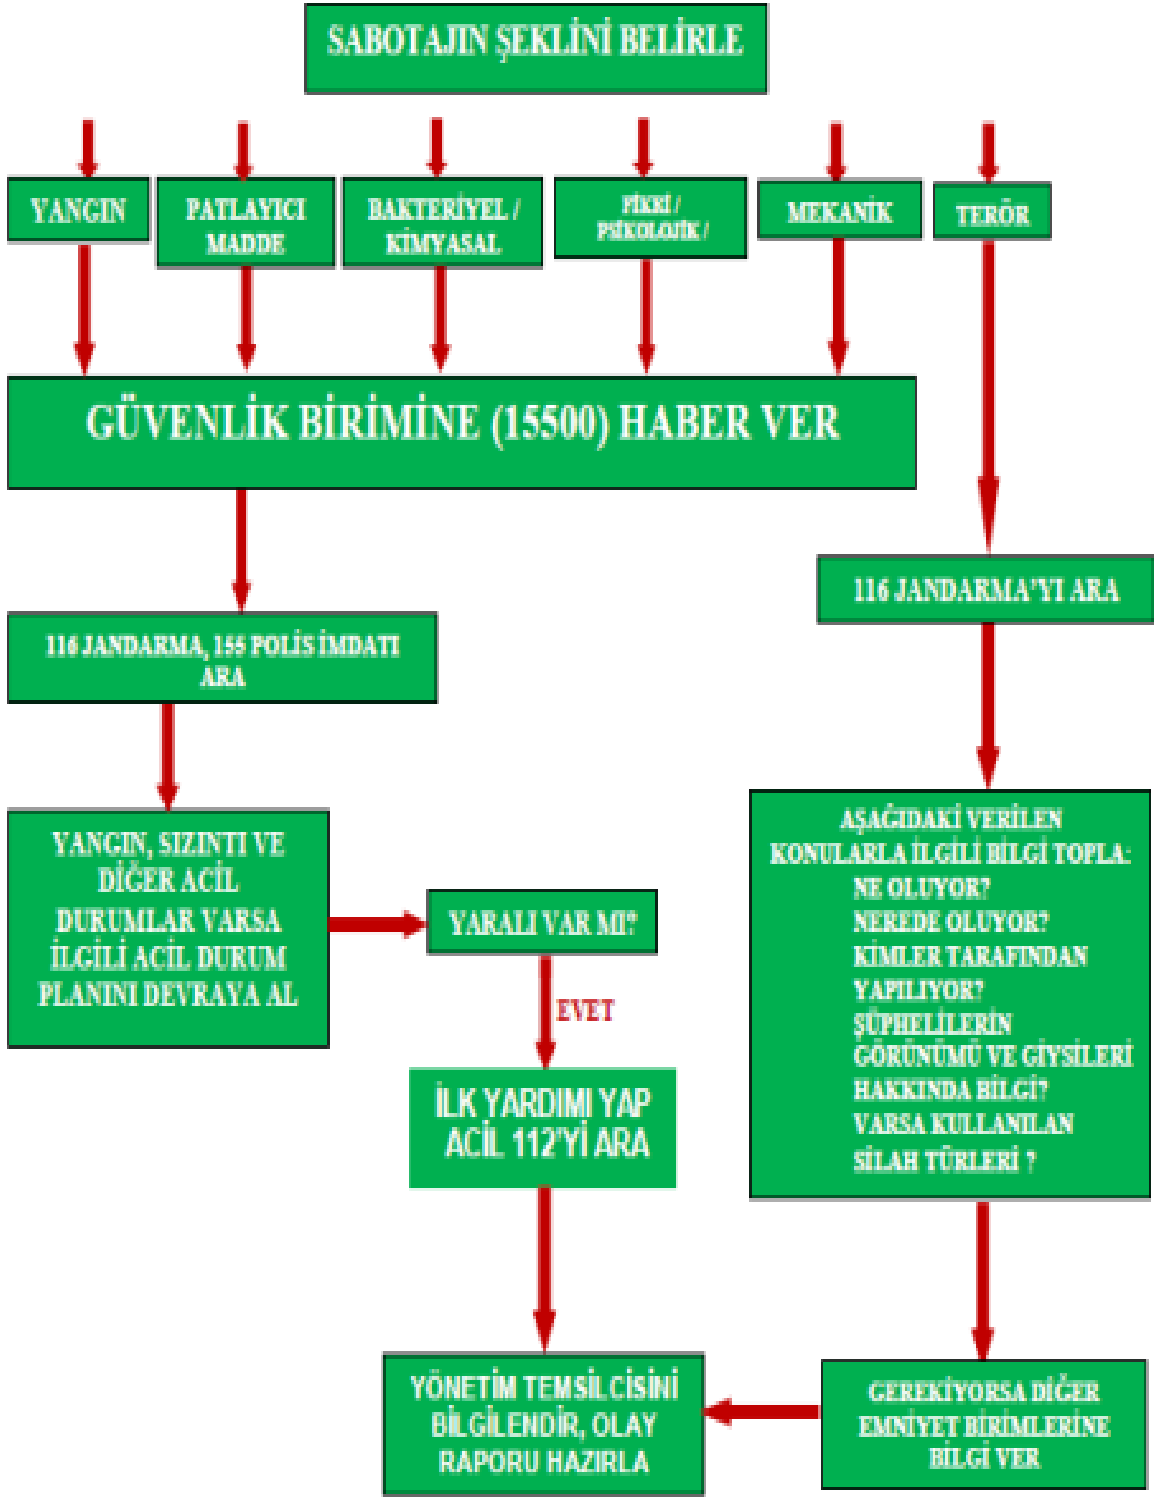 SABOTAJIN ŞEKLİNİ BELİRLE
YANGIN
PATLAYICI
MADDE
BAKTERİYEL /
KİMYASAL
FİKRİ /
PSİKOLOJİK /
MEKANİK
TERÖR
GÜVENLİK BİRİMİNE (15500) HABER VER
116 JANDARMA'YI ARA
116 JANDARMA, 155 POLİS İMDATI
ARA
YANGIN, SIZINTI VE
DİĞER ACİL
DURUMLAR VARSA
İLGİLİ ACİL DURUM
PLANINI DEVRAYA AL
YARALI VAR MI?
EVET
İLK YARDIMI YAP
ACİL 112'Yİ ARA
AŞAĞIDAKİ VERİLEN
KONULARLA İLGİLİ BİLGİ TOPLA:
NE OLUYOR?
NEREDE OLUYOR?
KİMLER TARAFINDAN
YAPILIYOR?
ŞÜPHELİLERİN
GÖRÜNÜMÜ VE GİYSİLERİ
HAKKINDA BİLGİ?
VARSA KULLANILAN
SİLAH TÜRLERİ ?
YÖNETİM TEMSİLCİSİNİ
BİLGİLENDİR, OLAY
RAPORU HAZIRLA
GEREKİYORSA DİĞER
EMNİYET BİRİMLERİNE
BİLGİ VER